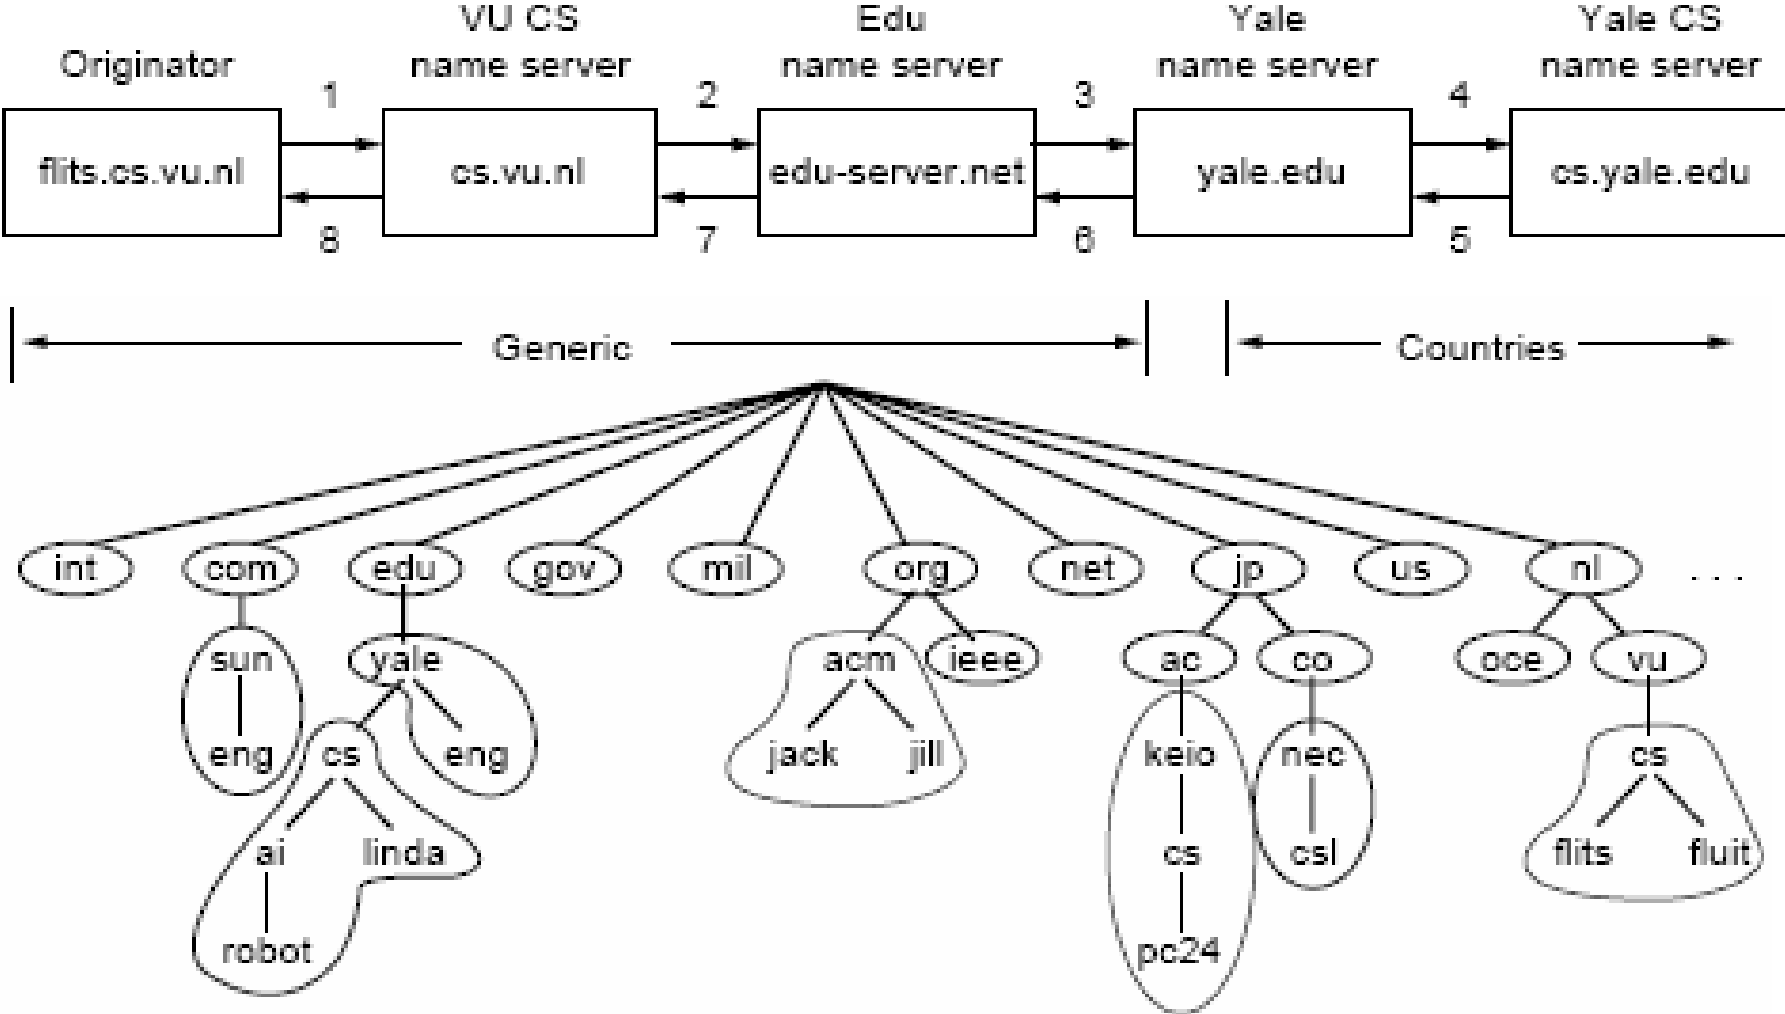 VU CS Edu Yale Yale CS
Originator name server name server name server name server
1 2 3 4
flits.cs.vu.nl cs.vu.nl edu-server.net yale.edu cs.yale.edu
8 7 6 5
Generic Countries
int com edu gov mil org net jp us nl . . .
sun yale acm ieee ac co oce vu
eng cs eng jack jill keio nec cs
ai linda cs csl flits fluit
robot pc24